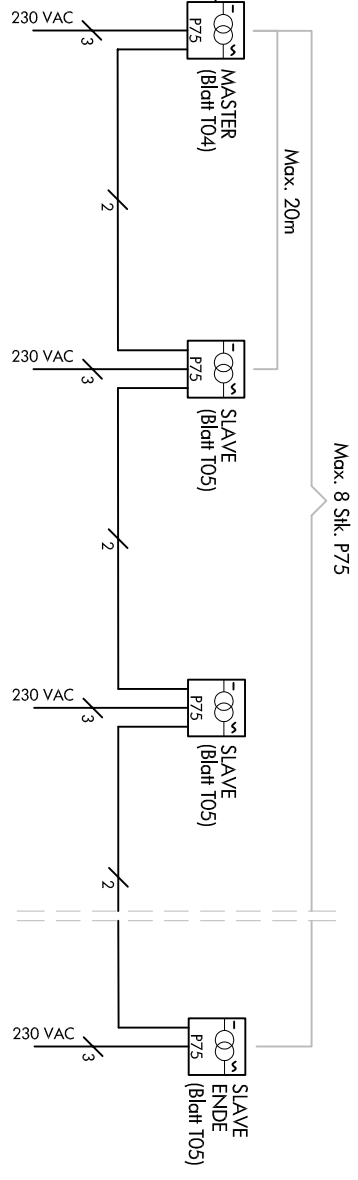 Max. 8 Stk. P75
Max. 20m
230 VAC
3
P75
MASTER
(Blatt T04)
2
230 VAC
3
P75
SLAVE
(Blatt T05)
2
230 VAC
3
P75
SLAVE
(Blatt T05)
2
230 VAC
3
P75
SLAVE
ENDE
(Blatt T05)